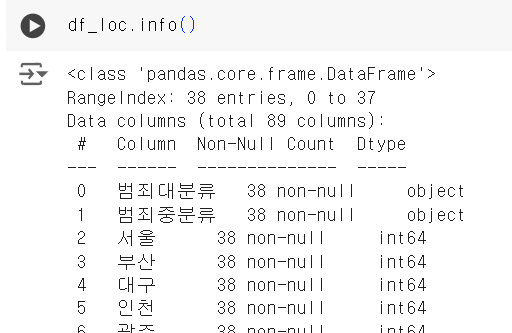 df_loc.info()
<class 'pandas.core.frame.DataFrame'>
RangeIndex: 38 entries, 0 to 37
Data columns (total 89 columns):
 #   Column  Non-Null Count  Dtype
---  ------  --------------  -----
 0   범죄대분류   38 non-null     object
 1   범죄중분류   38 non-null     object
 2   서울      38 non-null     int64
 3   부산      38 non-null     int64
 4   대구      38 non-null     int64
 5   인천      38 non-null     int64
 6   광주      38 non-null     int64